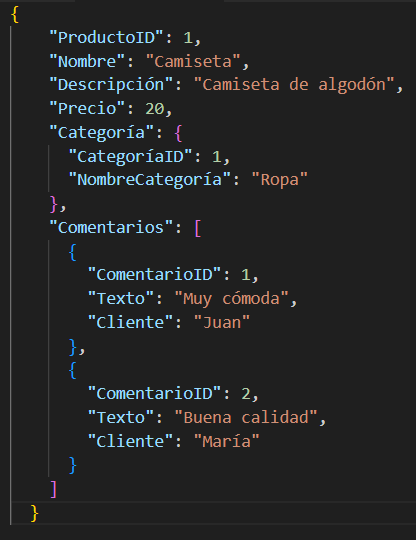 {
"ProductoID": 1,
"Nombre": "Camiseta",
"Descripción": "Camiseta de algodón",
"Precio": 20,
"Categoría": {
"CategoríaID": 1,
"NombreCategoría": "Ropa"
},
"Comentarios": [
{
"ComentarioID": 1,
"Texto": "Muy cómoda",
"Cliente": "Juan"
},
{
"ComentarioID": 2,
"Texto": "Buena calidad",
"Cliente": "María"
}
]
}